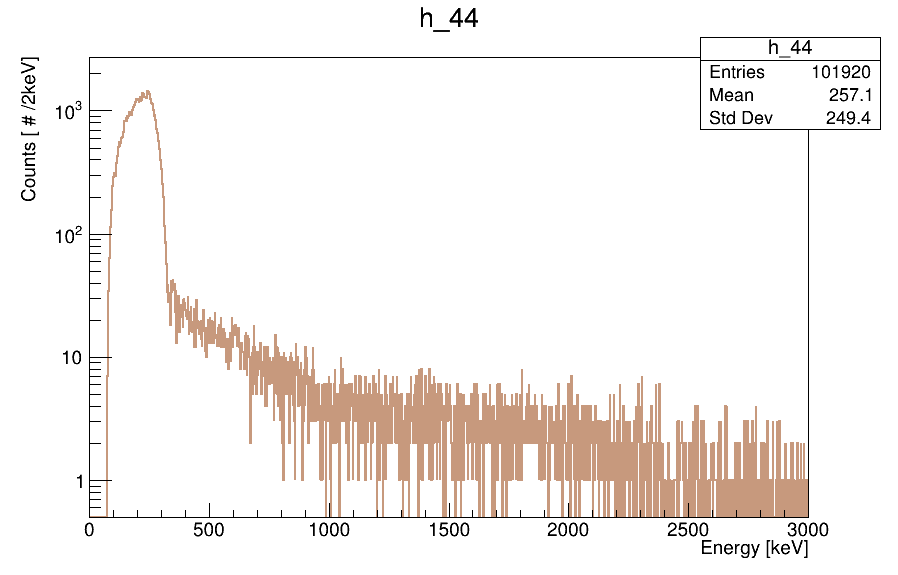 h_44
h_44
Entries 101920
Mean 257.1
Std Dev 249.4
Counts [ # /2keV]
10³
10²
10
1
0 500 1000 1500 2000 2500 3000
Energy [keV]